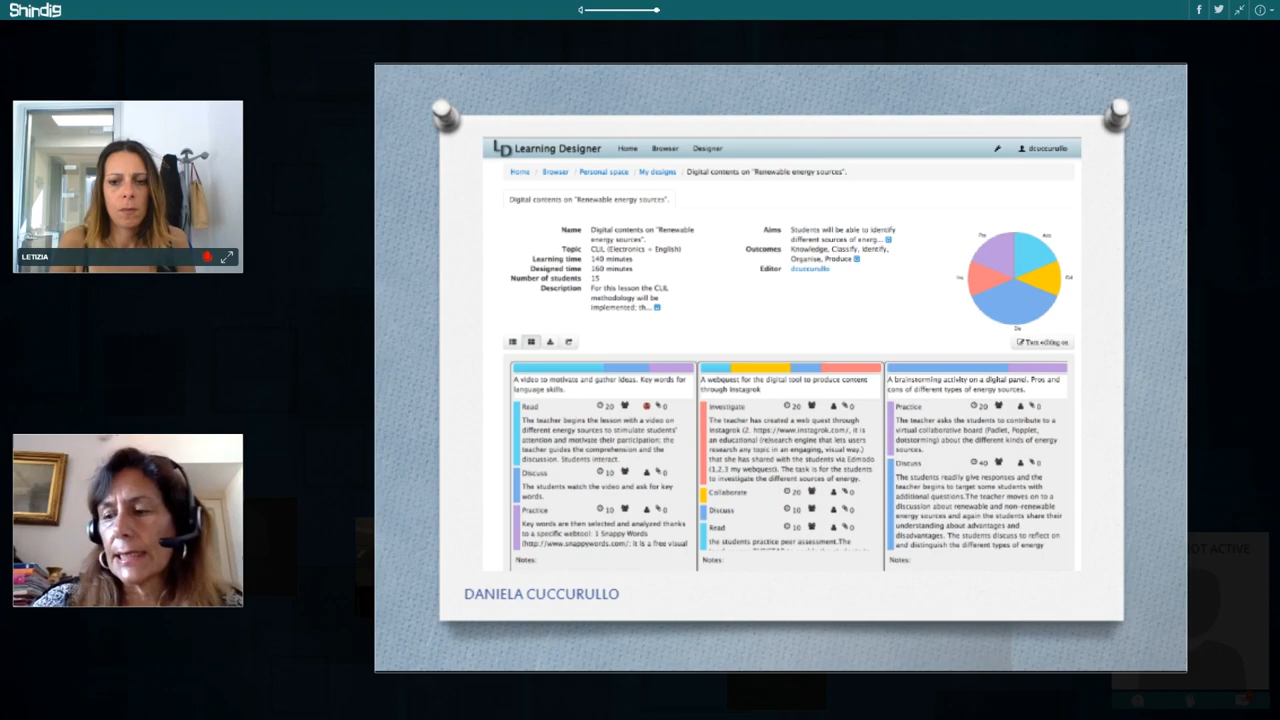 Shindig
LETIZIA
LD Learning Designer Home Browser Designer dcuccurullo
Home / Browser / Personal space / My designs / Digital contents on "Renewable energy sources".
Digital contents on "Renewable energy sources".
Name Digital contents on "Renewable energy sources".
Topic CLIL (Electronics + English)
Learning time 140 minutes
Designed time 160 minutes
Number of students 15
Description For this lesson the CLIL
methodology will be
implemented; th...
Aims Students will be able to identify
different sources of energ...
Outcomes Knowledge, Classify, Identify,
Organise, Produce
Editor dcuccurullo
Turn editing on
A video to motivate and gather ideas. Key words for
language skills.
Read 20 0
The teacher begins the lesson with a video on
different energy sources to stimulate students'
attention and motivate their participation; the
teacher guides the comprehension and the
discussion. Students interact.
Discuss 10 0
The students watch the video and ask for key
words.
Practice 10 0
Key words are then selected and analyzed thanks
to a specific webtool: 1 Snappy Words
(http://www.snappywords.com/; it is a free visual
Notes:
A webquest for the digital tool to produce content
through Instagrok
Investigate 20 0
The teacher has created a web quest through
Instagrok (2. https://www.instagrok.com/, it is
an educational (research engine that lets users
research any topic in an engaging, visual way.)
that she has shared with the students via Edmodo
(1,2,3 my webquest). The task is for the students
to investigate the different sources of energy.
Collaborate 20 0
Discuss 10 0
Read 10 0
the students practice peer assessment.The
Notes:
A brainstorming activity on a digital panel. Pros and
cons of different types of energy sources.
Practice 20 0
The teacher asks the students to contribute to a
virtual collaborative board (Padlet, Popplet,
dotstorming) about the different kinds of energy
sources.
Discuss 40 0
The students readily give responses and the
teacher begins to target some students with
additional questions.The teacher moves on to a
discussion about renewable and non-renewable
energy sources and again the students share their
understanding about advantages and
disadvantages. The students discuss to reflect on
and distinguish the different types of energy
Notes:
DANIELA CUCCURULLO
OT ACTIVE